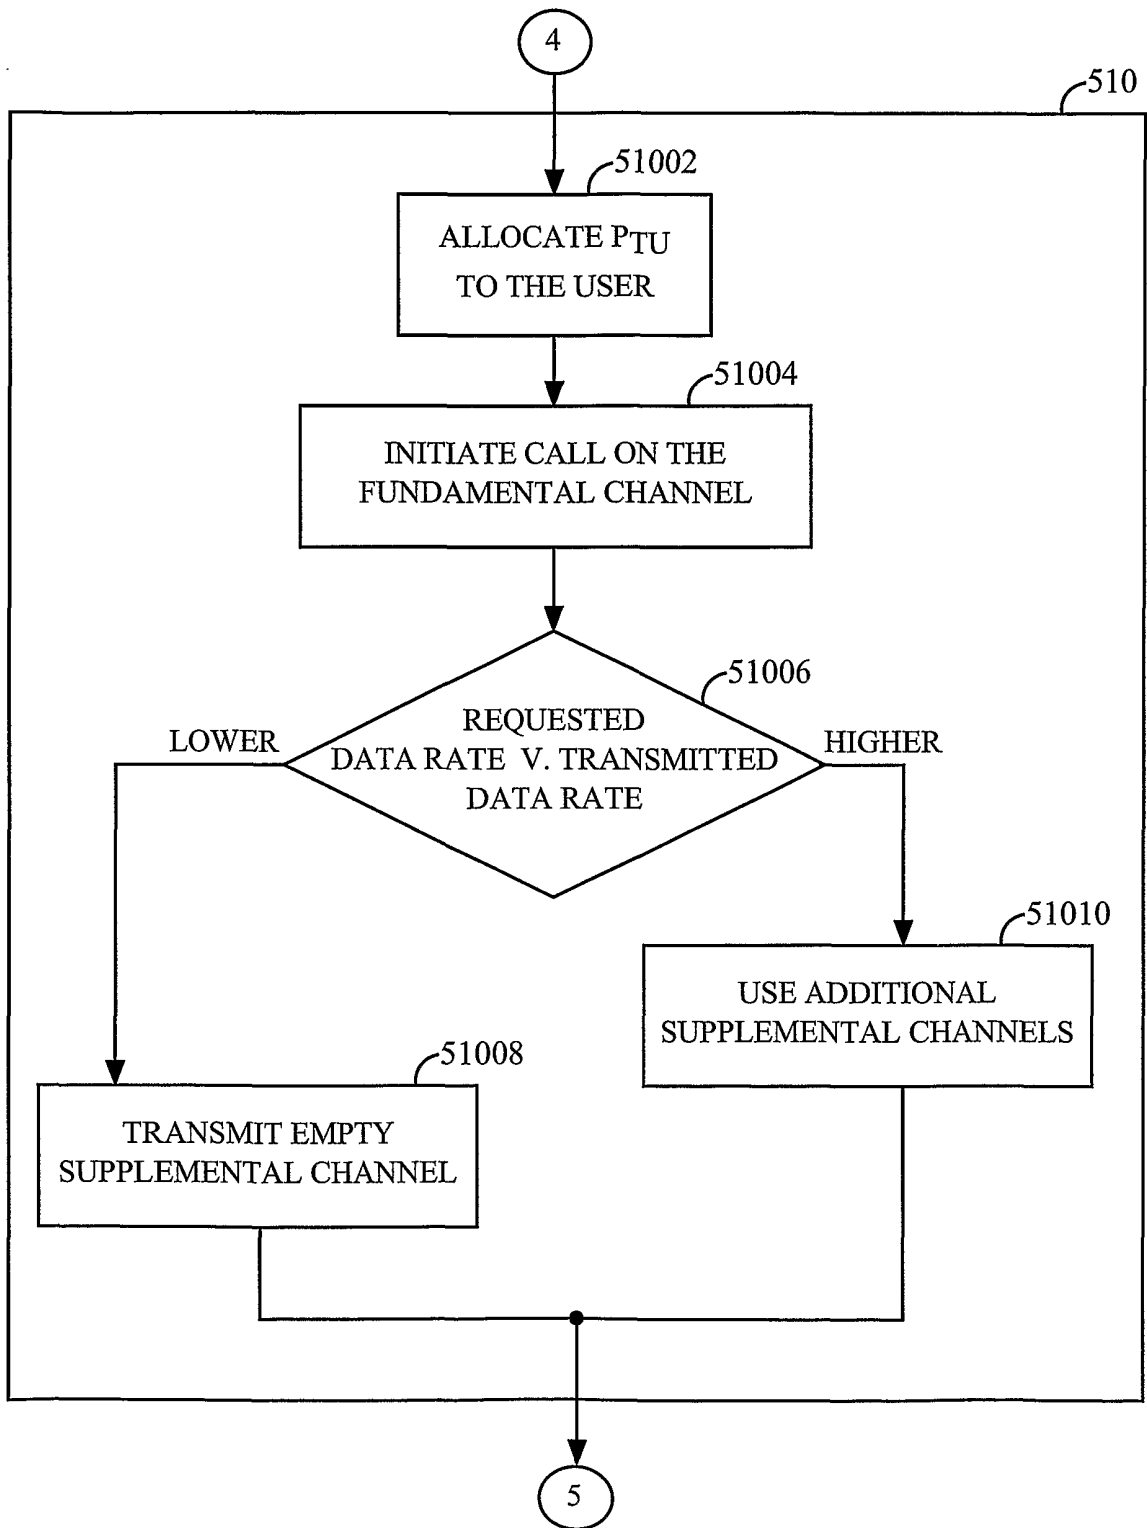 4
510
51002
ALLOCATE PTU
TO THE USER
51004
INITIATE CALL ON THE
FUNDAMENTAL CHANNEL
51006
REQUESTED
DATA RATE V. TRANSMITTED
DATA RATE
LOWER
HIGHER
51010
USE ADDITIONAL
SUPPLEMENTAL CHANNELS
51008
TRANSMIT EMPTY
SUPPLEMENTAL CHANNEL
5